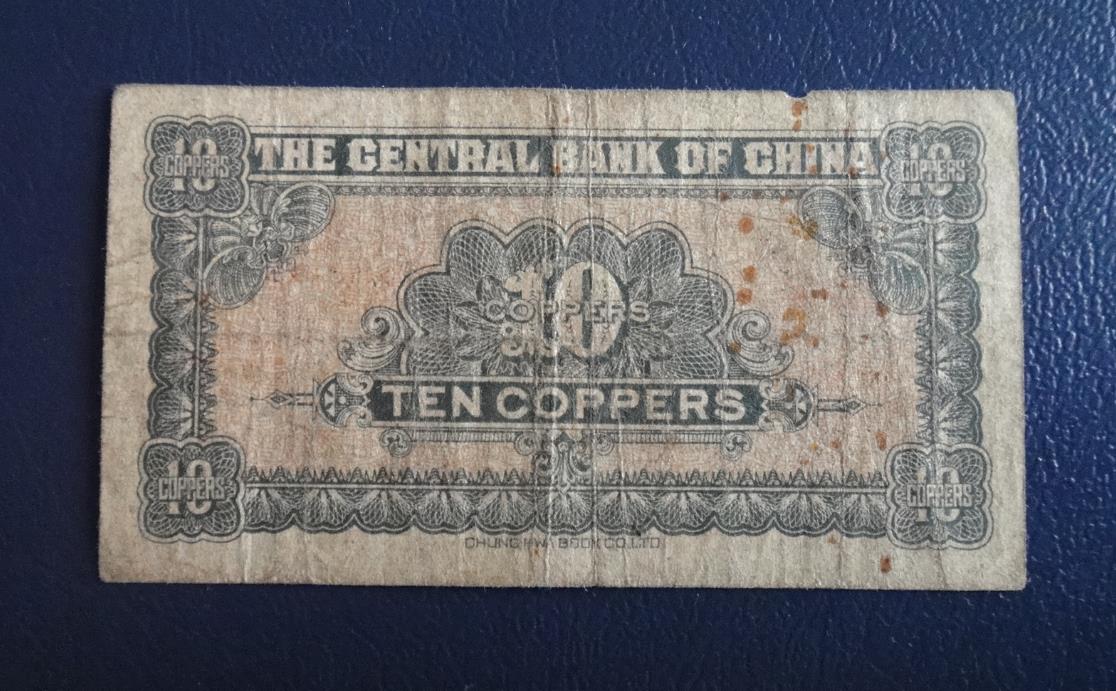 10 COPPERS
THE CENTRAL BANK OF CHINA
10 COPPERS
10
COPPERS
TEN COPPERS
10 COPPERS
10 COPPERS
CHUNG HWA BOOK CO. LTD